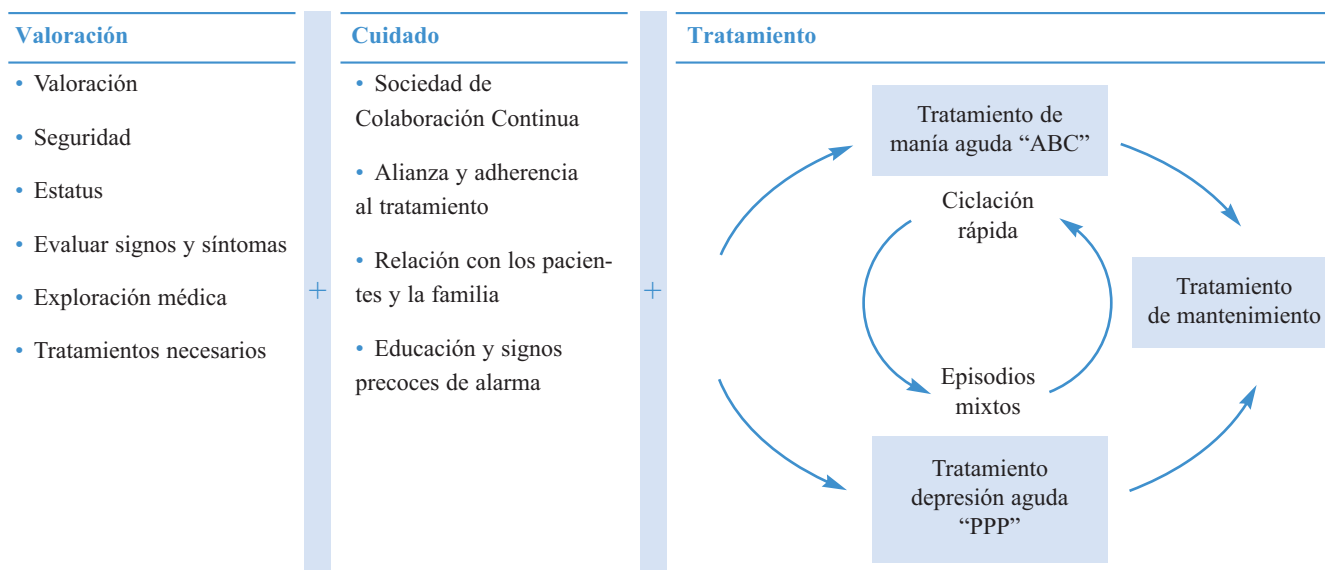 Valoración
• Valoración
• Seguridad
• Estatus
• Evaluar signos y síntomas
• Exploración médica
• Tratamientos necesarios
+
Cuidado
• Sociedad de
Colaboración Continua
• Alianza y adherencia
al tratamiento
• Relación con los pacien-
tes y la familia
• Educación y signos
precoces de alarma
+
Tratamiento
Tratamiento de
manía aguda “ABC”
Ciclación
rápida
Tratamiento
de mantenimiento
Episodios
mixtos
Tratamiento
depresión aguda
“PPP”